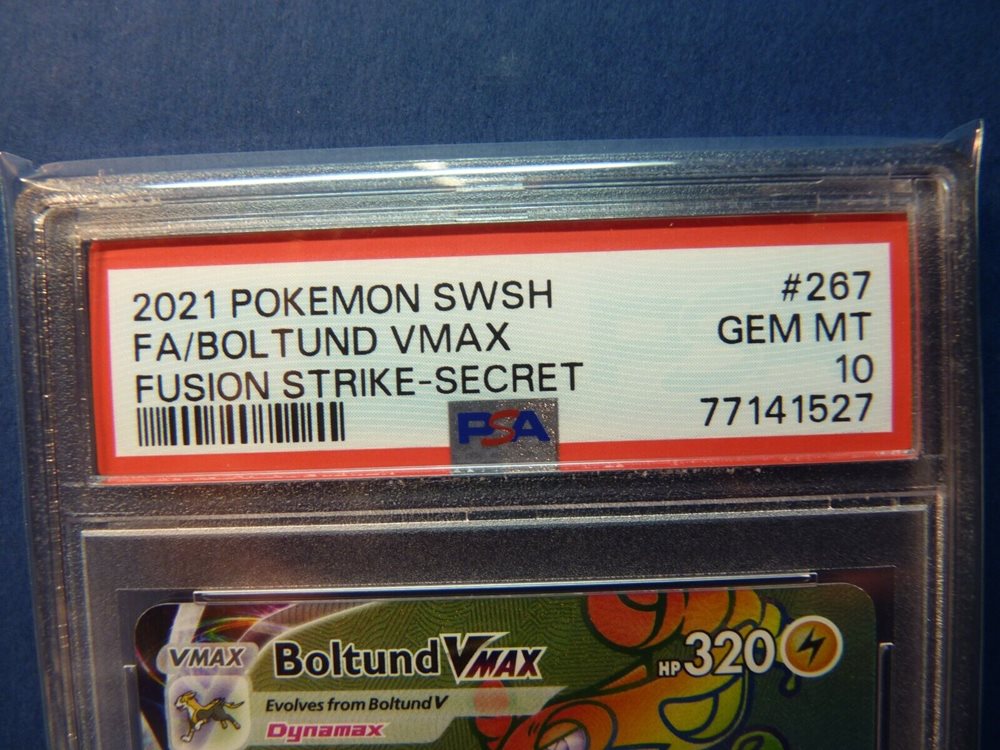 2021 POKEMON SWSH #267
FA/BOLTUND VMAX GEM MT
FUSION STRIKE-SECRET 10
77141527
PSA
VMAX Boltund VMAX HP 320
Evolves from Boltund V
Dynamax